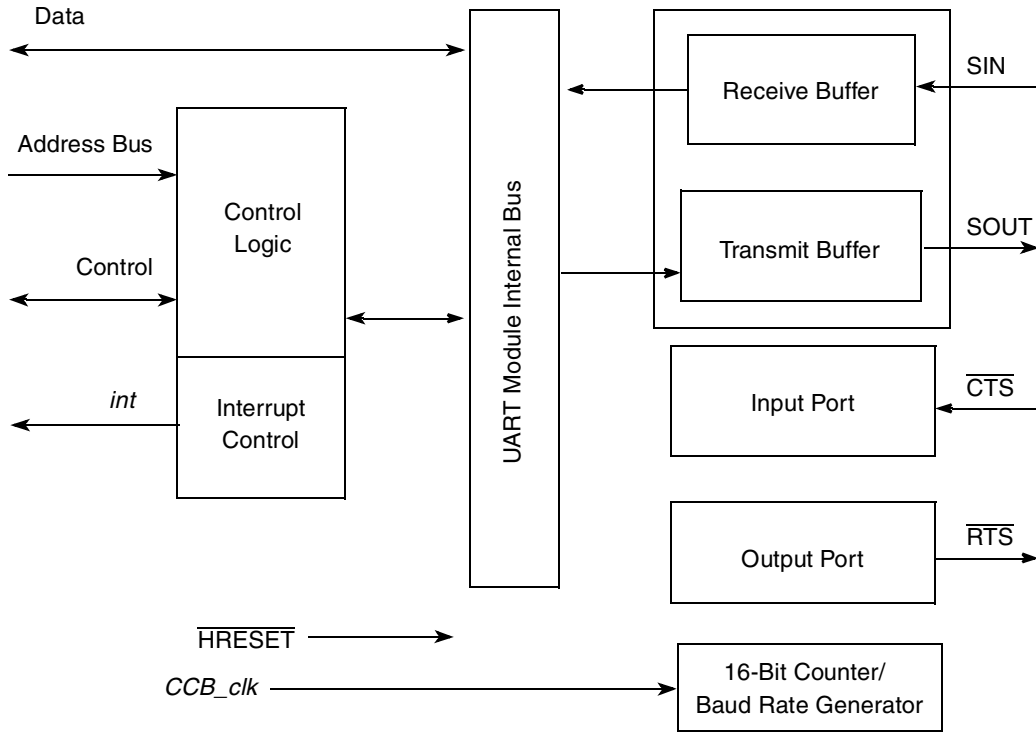 Data
Address Bus
Control
int
Control
Logic
Interrupt
Control
UART Module Internal Bus
Receive Buffer
SIN
Transmit Buffer
SOUT
Input Port
CTS
Output Port
RTS
HRESET
CCB_clk
16-Bit Counter/
Baud Rate Generator